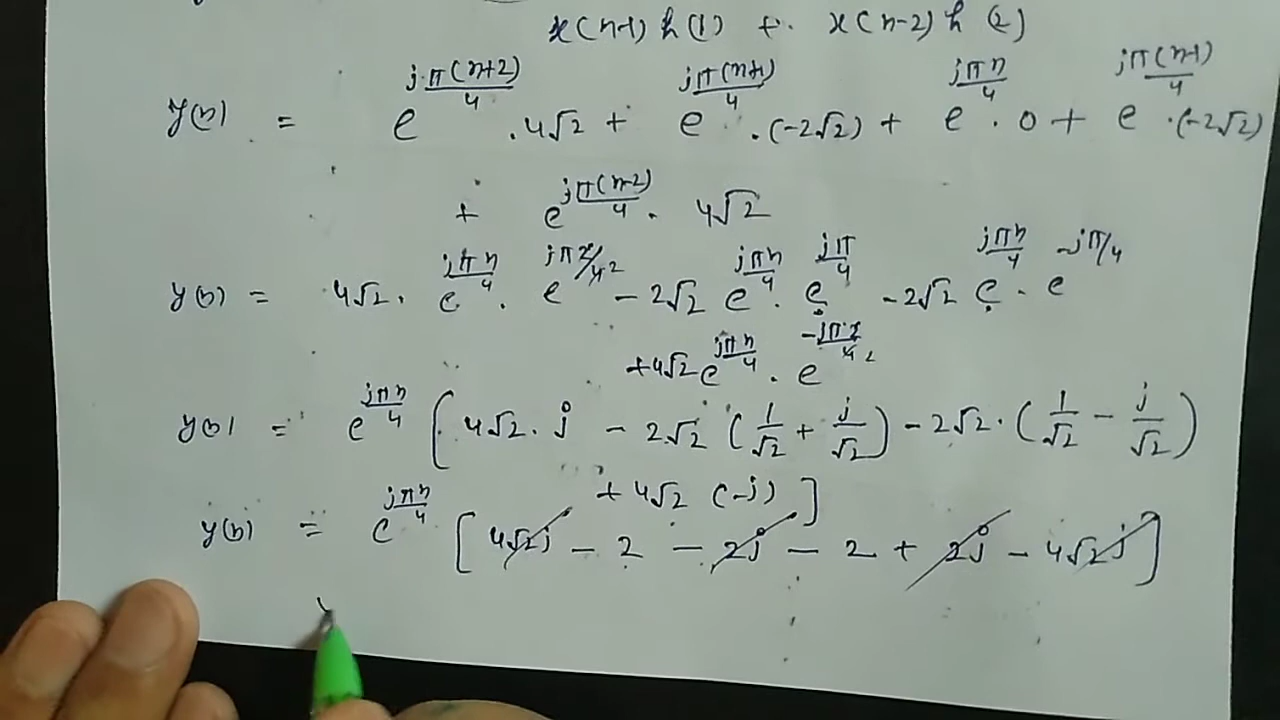 x(n-1) h(1) + x(n-2) h(2)
y(n) = e^{jπ(n+2)/4} . 4√2 + e^{jπ(n+1)/4} . (-2√2) + e^{jπn/4} . 0 + e^{jπ(n-1)/4} . (-2√2)
+ e^{jπ(n-2)/4} . 4√2
y(n) = 4√2 . e^{jπn/4} . e^{jπ2/4 2} - 2√2 e^{jπn/4} . e^{jπ/4} - 2√2 e^{jπn/4} . e^{-jπ/4}
+ 4√2 e^{jπn/4} . e^{-jπ2/4 2}
y(n) = e^{jπn/4} [ 4√2 . j - 2√2 (1/√2 + j/√2) - 2√2 . (1/√2 - j/√2)
+ 4√2 (-j) ]
y(n) = e^{jπn/4} [ 4√2j - 2 - 2j - 2 + 2j - 4√2j ]